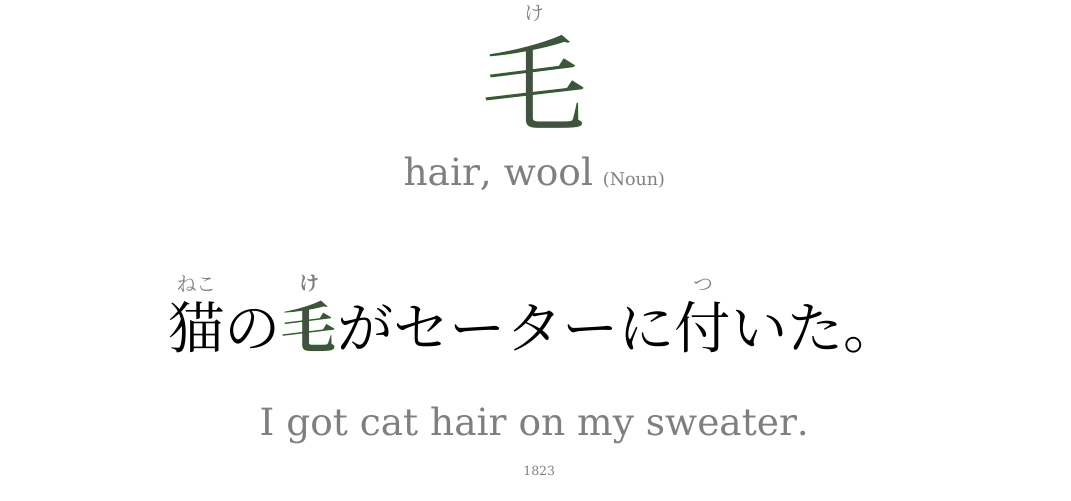 け
毛
hair, wool (Noun)
ねこ け つ
猫の毛がセーターに付いた。
I got cat hair on my sweater.
1823